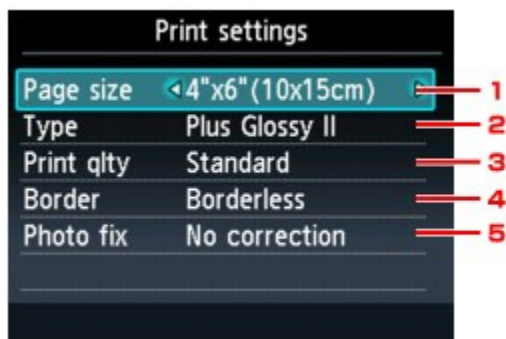 Print settings
Page size 4"x6"(10x15cm) 1
Type Plus Glossy II 2
Print qlty Standard 3
Border Borderless 4
Photo fix No correction 5